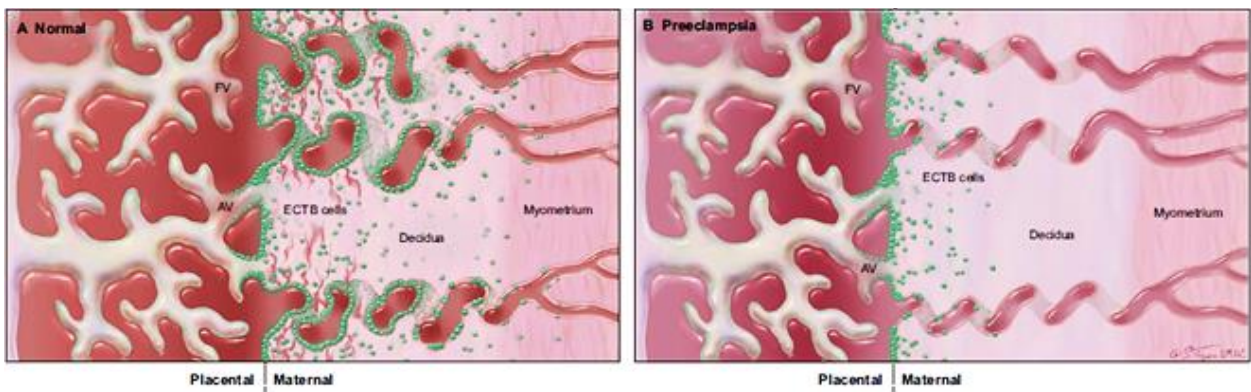 A Normal
FV
AV
ECTB cells
Decidua
Myometrium
Placental
Maternal
B Preeclampsia
FV
AV
ECTB cells
Decidua
Myometrium
Placental
Maternal